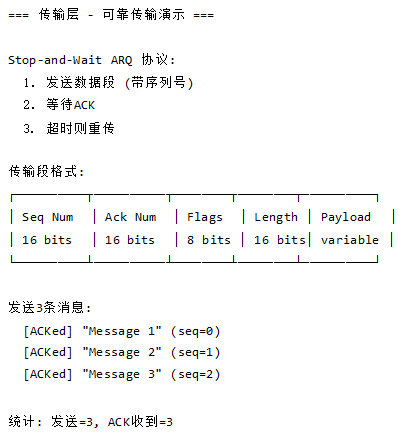 === 传输层 - 可靠传输演示 ===
Stop-and-Wait ARQ 协议:
1. 发送数据段 (带序列号)
2. 等待ACK
3. 超时则重传
传输段格式:
Seq Num │ Ack Num │ Flags │ Length │ Payload
16 bits │ 16 bits │ 8 bits │ 16 bits│ variable
发送3条消息:
[ACKed] "Message 1" (seq=0)
[ACKed] "Message 2" (seq=1)
[ACKed] "Message 3" (seq=2)
统计: 发送=3, ACK收到=3